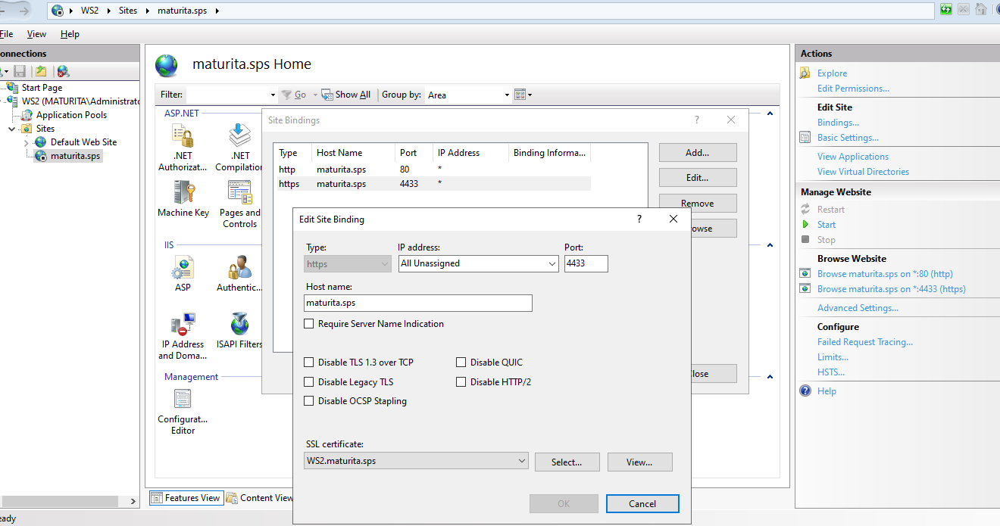 WS2 Sites maturita.sps
File View Help
onnections
Start Page
WS2 (MATURITA\Administrato
Application Pools
Sites
Default Web Site
maturita.sps
maturita.sps Home
Filter: Go Show All Group by: Area
ASP.NET
.NET
Authorizat...
.NET
Compilation
Machine Key
Pages and
Controls
IIS
ASP
Authentic...
IP Address
and Doma...
ISAPI Filters
Management
Configurat...
Editor
Features View Content View
eady
Site Bindings ?
Type Host Name Port IP Address Binding Informa...
http maturita.sps 80 *
https maturita.sps 4433 *
Add...
Edit...
Remove
owse
lose
Edit Site Binding ?
Type: IP address: Port:
https All Unassigned 4433
Host name:
maturita.sps
Require Server Name Indication
Disable TLS 1.3 over TCP Disable QUIC
Disable Legacy TLS Disable HTTP/2
Disable OCSP Stapling
SSL certificate:
WS2.maturita.sps Select... View...
OK Cancel
Actions
Explore
Edit Permissions...
Edit Site
Bindings...
Basic Settings...
View Applications
View Virtual Directories
Manage Website
Restart
Start
Stop
Browse Website
Browse maturita.sps on *:80 (http)
Browse maturita.sps on *:4433 (https)
Advanced Settings...
Configure
Failed Request Tracing...
Limits...
HSTS...
Help